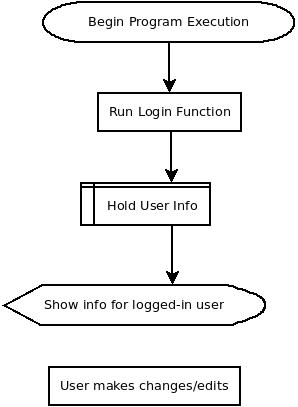 Begin Program Execution
Run Login Function
Hold User Info
Show info for logged-in user
User makes changes/edits